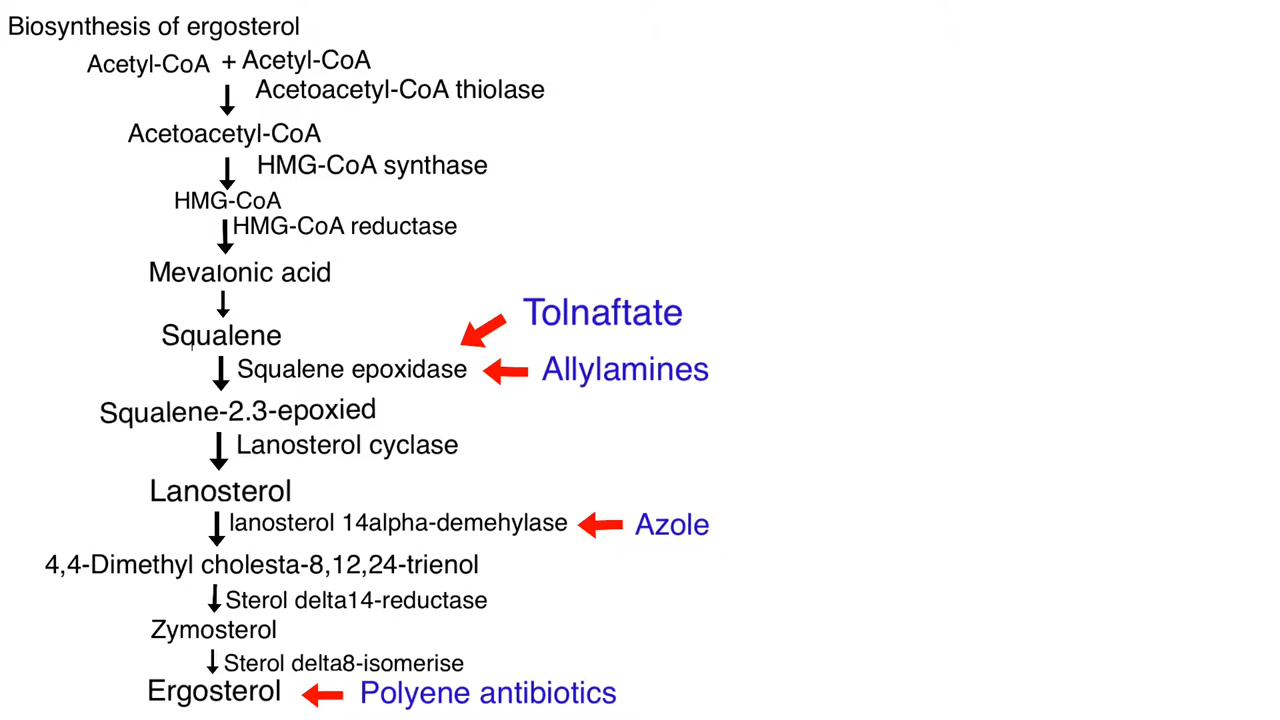 Biosynthesis of ergosterol
Acetyl-CoA + Acetyl-CoA
Acetoacetyl-CoA thiolase
Acetoacetyl-CoA
HMG-CoA synthase
HMG-CoA
HMG-CoA reductase
Mevalonic acid
Tolnaftate
Squalene
Squalene epoxidase Allylamines
Squalene-2.3-epoxied
Lanosterol cyclase
Lanosterol
lanosterol 14alpha-demehylase Azole
4,4-Dimethyl cholesta-8,12,24-trienol
Sterol delta14-reductase
Zymosterol
Sterol delta8-isomerise
Ergosterol Polyene antibiotics